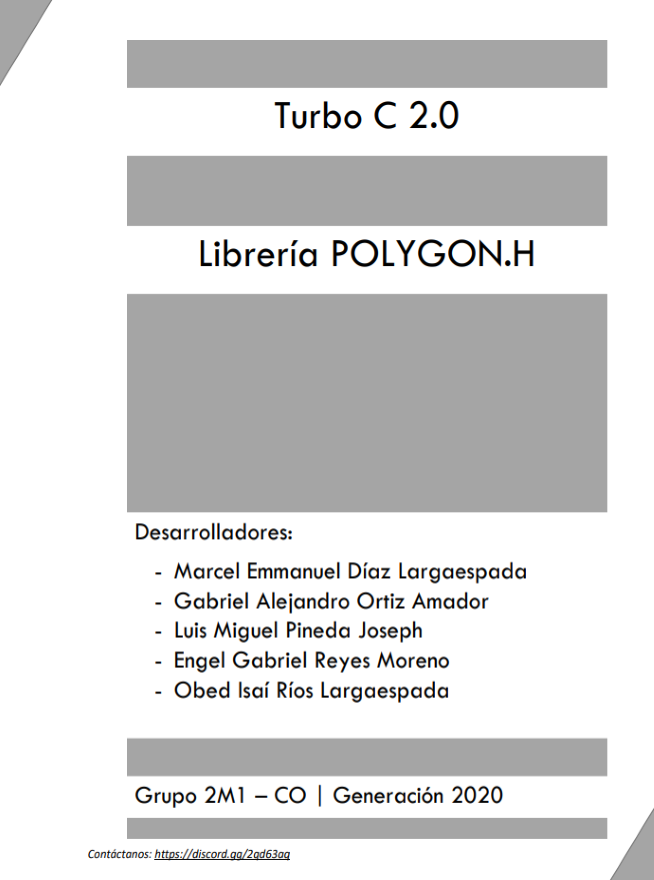 Turbo C 2.0
Librería POLYGON.H
Desarrolladores:
- Marcel Emmanuel Díaz Largaespada
- Gabriel Alejandro Ortiz Amador
- Luis Miguel Pineda Joseph
- Engel Gabriel Reyes Moreno
- Obed Isaí Ríos Largaespada
Grupo 2M1 – CO | Generación 2020
Contáctanos: https://discord.gg/2qd63aq